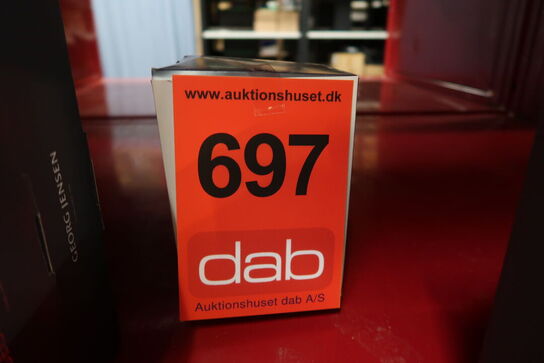 www.auktionshuset.dk
697
dab
Auktionshuset dab A/S
GEORG JENSEN